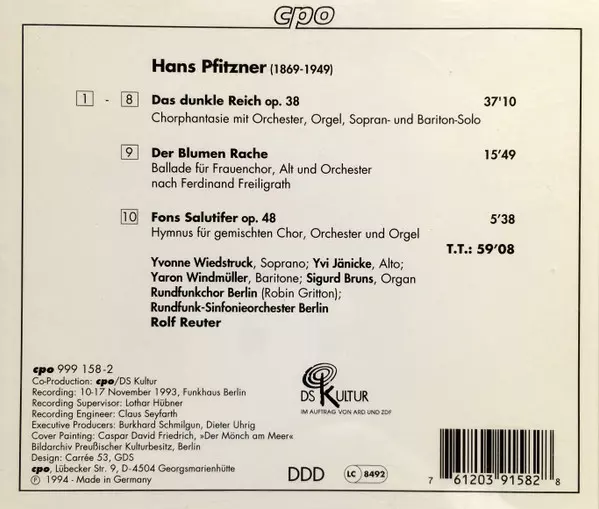 cpo
Hans Pfitzner (1869-1949)
1 - 8 Das dunkle Reich op. 38 37'10
Chorphantasie mit Orchester, Orgel, Sopran- und Bariton-Solo
9 Der Blumen Rache 15'49
Ballade für Frauenchor, Alt und Orchester
nach Ferdinand Freiligrath
10 Fons Salutifer op. 48 5'38
Hymnus für gemischten Chor, Orchester und Orgel
T.T.: 59'08
Yvonne Wiedstruck, Soprano; Yvi Jänicke, Alto;
Yaron Windmüller, Baritone; Sigurd Bruns, Organ
Rundfunkchor Berlin (Robin Gritton);
Rundfunk-Sinfonieorchester Berlin
Rolf Reuter
cpo 999 158-2
Co-Production: cpo/DS Kultur
Recording: 10-17 November 1993, Funkhaus Berlin
Recording Supervisor: Lothar Hübner
Recording Engineer: Claus Seyfarth
Executive Producers: Burkhard Schmilgun, Dieter Uhrig
Cover Painting: Caspar David Friedrich, »Der Mönch am Meer«
Bildarchiv Preußischer Kulturbesitz, Berlin
Design: Carrée 53, GDS
cpo, Lübecker Str. 9, D-4504 Georgsmarienhütte
℗ 1994 - Made in Germany
DS KULTUR
IM AUFTRAG VON ARD UND ZDF
DDD
LC 8492
7 61203 91582 8